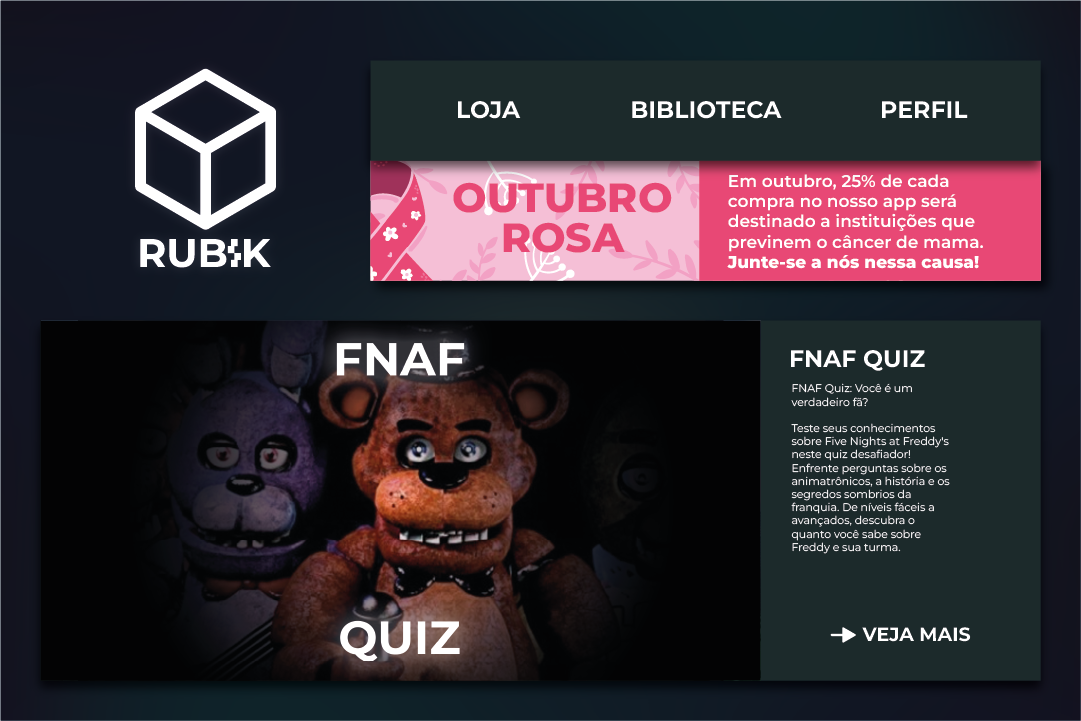 RUBIK
LOJA
BIBLIOTECA
PERFIL
OUTUBRO
ROSA
Em outubro, 25% de cada
compra no nosso app será
destinado a instituições que
previnem o câncer de mama.
Junte-se a nós nessa causa!
FNAF
QUIZ
FNAF QUIZ
FNAF Quiz: Você é um
verdadeiro fã?
Teste seus conhecimentos
sobre Five Nights at Freddy's
neste quiz desafiador!
Enfrente perguntas sobre os
animatrônicos, a história e os
segredos sombrios da
franquia. De níveis fáceis a
avançados, descubra o
quanto você sabe sobre
Freddy e sua turma.
VEJA MAIS